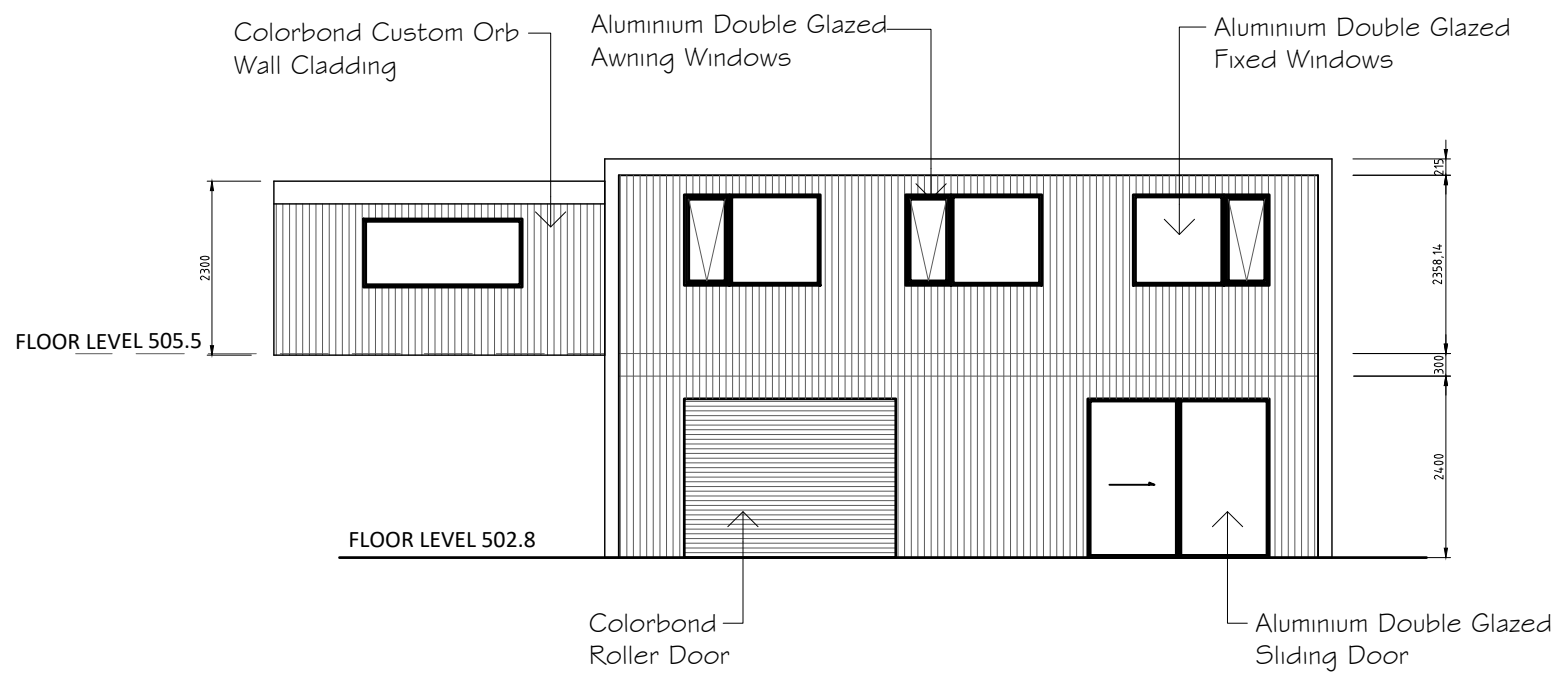 Colorbond Custom Orb
Wall Cladding
Aluminium Double Glazed
Awning Windows
Aluminium Double Glazed
Fixed Windows
215
2300
2358,14
FLOOR LEVEL 505.5
300
2400
FLOOR LEVEL 502.8
Colorbond
Roller Door
Aluminium Double Glazed
Sliding Door